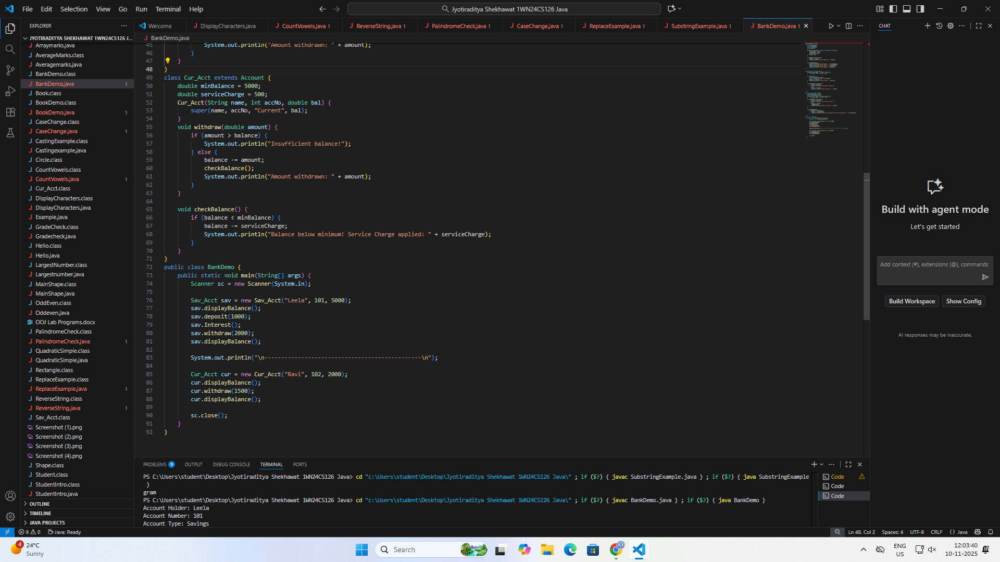 File Edit Selection View Go Run Terminal Help
Jyotiraditya Shekhawat 1WN24CS126 Java
EXPLORER
JYOTIRADITYA SHEKHAWAT 1WN24CS126 J...
Arraymarks.java
AverageMarks.class
Averagemarks.java
BankDemo.class
BankDemo.java 1
Book.class
BookDemo.class
BookDemo.java 1
CaseChange.class
CaseChange.java 1
CastingExample.class
Castingexample.java
Circle.class
CountVowels.class
CountVowels.java 1
Cur_Acct.class
DisplayCharacters.class
DisplayCharacters.java
Example.java
GradeCheck.class
Gradecheck.java
Hello.class
Hello.java
LargestNumber.class
Largestnumber.java
MainShape.class
MainShape.java
OddEven.class
Oddeven.java
OOJ Lab Programs.docx
PalindromeCheck.class
PalindromeCheck.java 1
QuadraticSimple.class
QuadraticSimple.java
Rectangle.class
ReplaceExample.class
ReplaceExample.java 1
ReverseString.class
ReverseString.java 1
Sav_Acct.class
Screenshot (1).png
Screenshot (2).png
Screenshot (3).png
Screenshot (4).png
Shape.class
Student.class
StudentIntro.class
StudentIntro.java
OUTLINE
TIMELINE
JAVA PROJECTS
Welcome DisplayCharacters.java CountVowels.java 1 ReverseString.java 1 PalindromeCheck.java 1 CaseChange.java 1 ReplaceExample.java 1 SubstringExample.java 1 BankDemo.java 1
BankDemo.java
45 System.out.println("Amount withdrawn: " + amount);
46 }
47 }
48 }
49 class Cur_Acct extends Account {
50 double minBalance = 5000;
51 double serviceCharge = 500;
52 Cur_Acct(String name, int accNo, double bal) {
53 super(name, accNo, "Current", bal);
54 }
55 void withdraw(double amount) {
56 if (amount > balance) {
57 System.out.println("Insufficient balance!");
58 } else {
59 balance -= amount;
60 checkBalance();
61 System.out.println("Amount withdrawn: " + amount);
62 }
63 }
64
65 void checkBalance() {
66 if (balance < minBalance) {
67 balance -= serviceCharge;
68 System.out.println("Balance below minimum! Service Charge applied: " + serviceCharge);
69 }
70 }
71 }
72 public class BankDemo {
73 public static void main(String[] args) {
74 Scanner sc = new Scanner(System.in);
75
76 Sav_Acct sav = new Sav_Acct("Leela", 101, 5000);
77 sav.displayBalance();
78 sav.deposit(1000);
79 sav.Interest();
80 sav.withdraw(2000);
81 sav.displayBalance();
82
83 System.out.println("\n-----------------------------------------------\n");
84
85 Cur_Acct cur = new Cur_Acct("Ravi", 102, 2000);
86 cur.displayBalance();
87 cur.withdraw(1500);
88 cur.displayBalance();
89
90 sc.close();
91 }
92 }
PROBLEMS 9 OUTPUT DEBUG CONSOLE TERMINAL PORTS
PS C:\Users\student\Desktop\Jyotiraditya Shekhawat 1WN24CS126 Java> cd "c:\Users\student\Desktop\Jyotiraditya Shekhawat 1WN24CS126 Java\" ; if ($?) { javac SubstringExample.java } ; if ($?) { java SubstringExample
}
gram
PS C:\Users\student\Desktop\Jyotiraditya Shekhawat 1WN24CS126 Java> cd "c:\Users\student\Desktop\Jyotiraditya Shekhawat 1WN24CS126 Java\" ; if ($?) { javac BankDemo.java } ; if ($?) { java BankDemo }
Account Holder: Leela
Account Number: 101
Account Type: Savings
Code
Code
Code
CHAT
Build with agent mode
Let's get started
Add context (#), extensions (@), commands
Build Workspace Show Config
AI responses may be inaccurate.
9 0 Java: Ready
Ln 48, Col 2 Spaces: 4 UTF-8 CRLF {} Java
4
24°C
Sunny
Search
ENG
US
12:03:40
10-11-2025